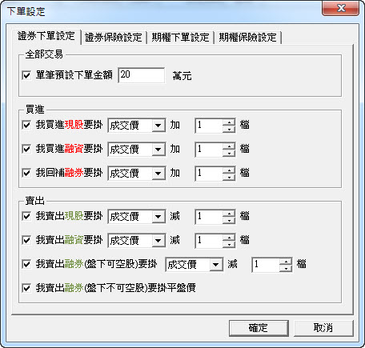 下單設定
證券下單設定 證券保險設定 期權下單設定 期權保險設定
全部交易
單筆預設下單金額 20 萬元
買進
我買進現股要掛 成交價 加 1 檔
我買進融資要掛 成交價 加 1 檔
我回補融券要掛 成交價 加 1 檔
賣出
我賣出現股要掛 成交價 減 1 檔
我賣出融資要掛 成交價 減 1 檔
我賣出融券(盤下可空股)要掛 成交價 減 1 檔
我賣出融券(盤下不可空股)要掛平盤價
確定 取消